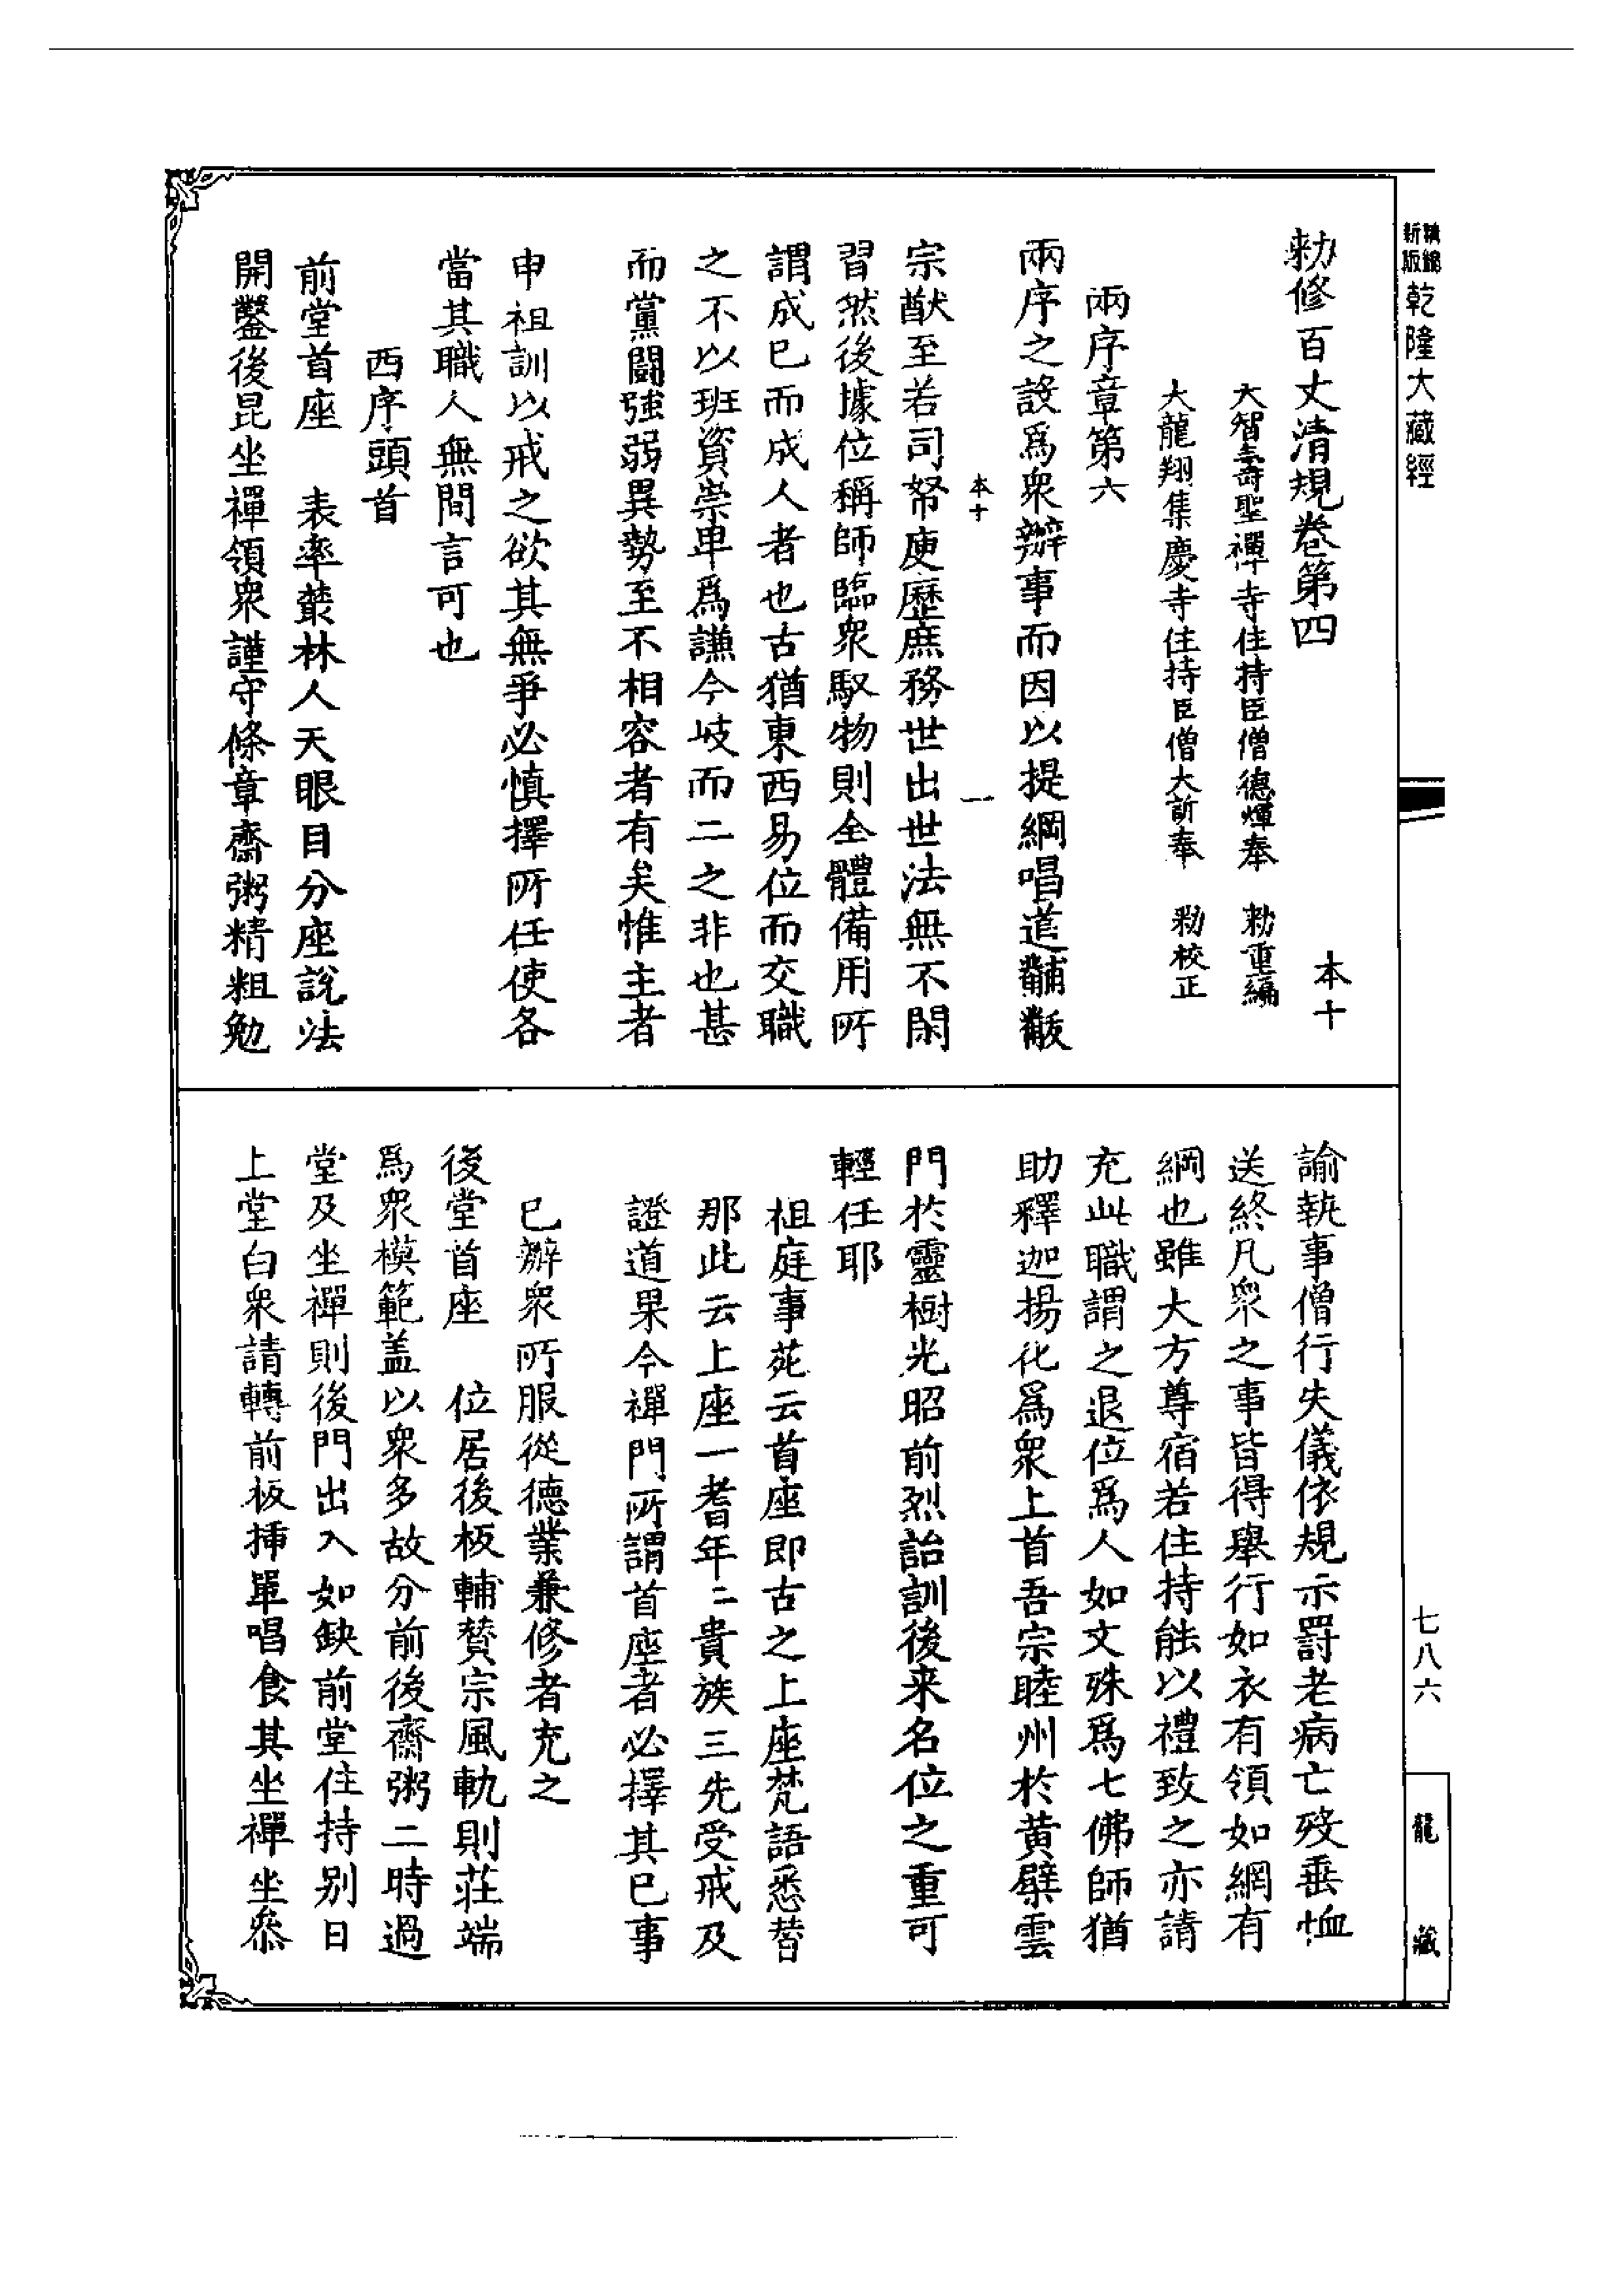 新版 乾隆大藏經
勅修百丈清規卷第四 本十
大智壽聖禪寺住持臣僧德煇奉 勅重編
大龍翔集慶寺住持臣僧大訢奉 勅校正
兩序章第六
兩序之設爲衆辦事而因以提綱唱道黼黻
本十 一
宗猷至若司帑庾歷庶務世出世法無不閑
習然後據位稱師臨衆馭物則全體備用所
謂成已而成人者也古猶東西易位而交職
之不以班資崇卑爲謙今岐而二之非也甚
而黨鬪強弱異勢至不相容者有矣惟主者
申祖訓以戒之欲其無爭必慎擇所任使各
當其職人無間言可也
西序頭首
前堂首座 表率叢林人天眼目分座說法
開鑿後昆坐禪領衆謹守條章齋粥精粗勉
諭執事僧行失儀依規示罰老病亡歿垂恤
送終凡衆之事皆得舉行如衣有領如網有
綱也雖大方尊宿若住持能以禮致之亦請
充此職謂之退位爲人如文殊爲七佛師猶
助釋迦揚化爲衆上首吾宗睦州於黄檗雲
門於靈樹光昭前烈詒訓後来名位之重可
輕任耶
祖庭事苑云首座即古之上座梵語悉替
那此云上座一耆年二貴族三先受戒及
證道果今禪門所謂首座者必擇其已事
已辦衆所服從德業兼修者充之
後堂首座 位居後板輔賛宗風軌則莊端
爲衆模範盖以衆多故分前後齋粥二時過
堂及坐禪則後門出入如缺前堂住持别日
上堂白衆請轉前板插單唱食其坐禪坐叅
七八六
龍藏